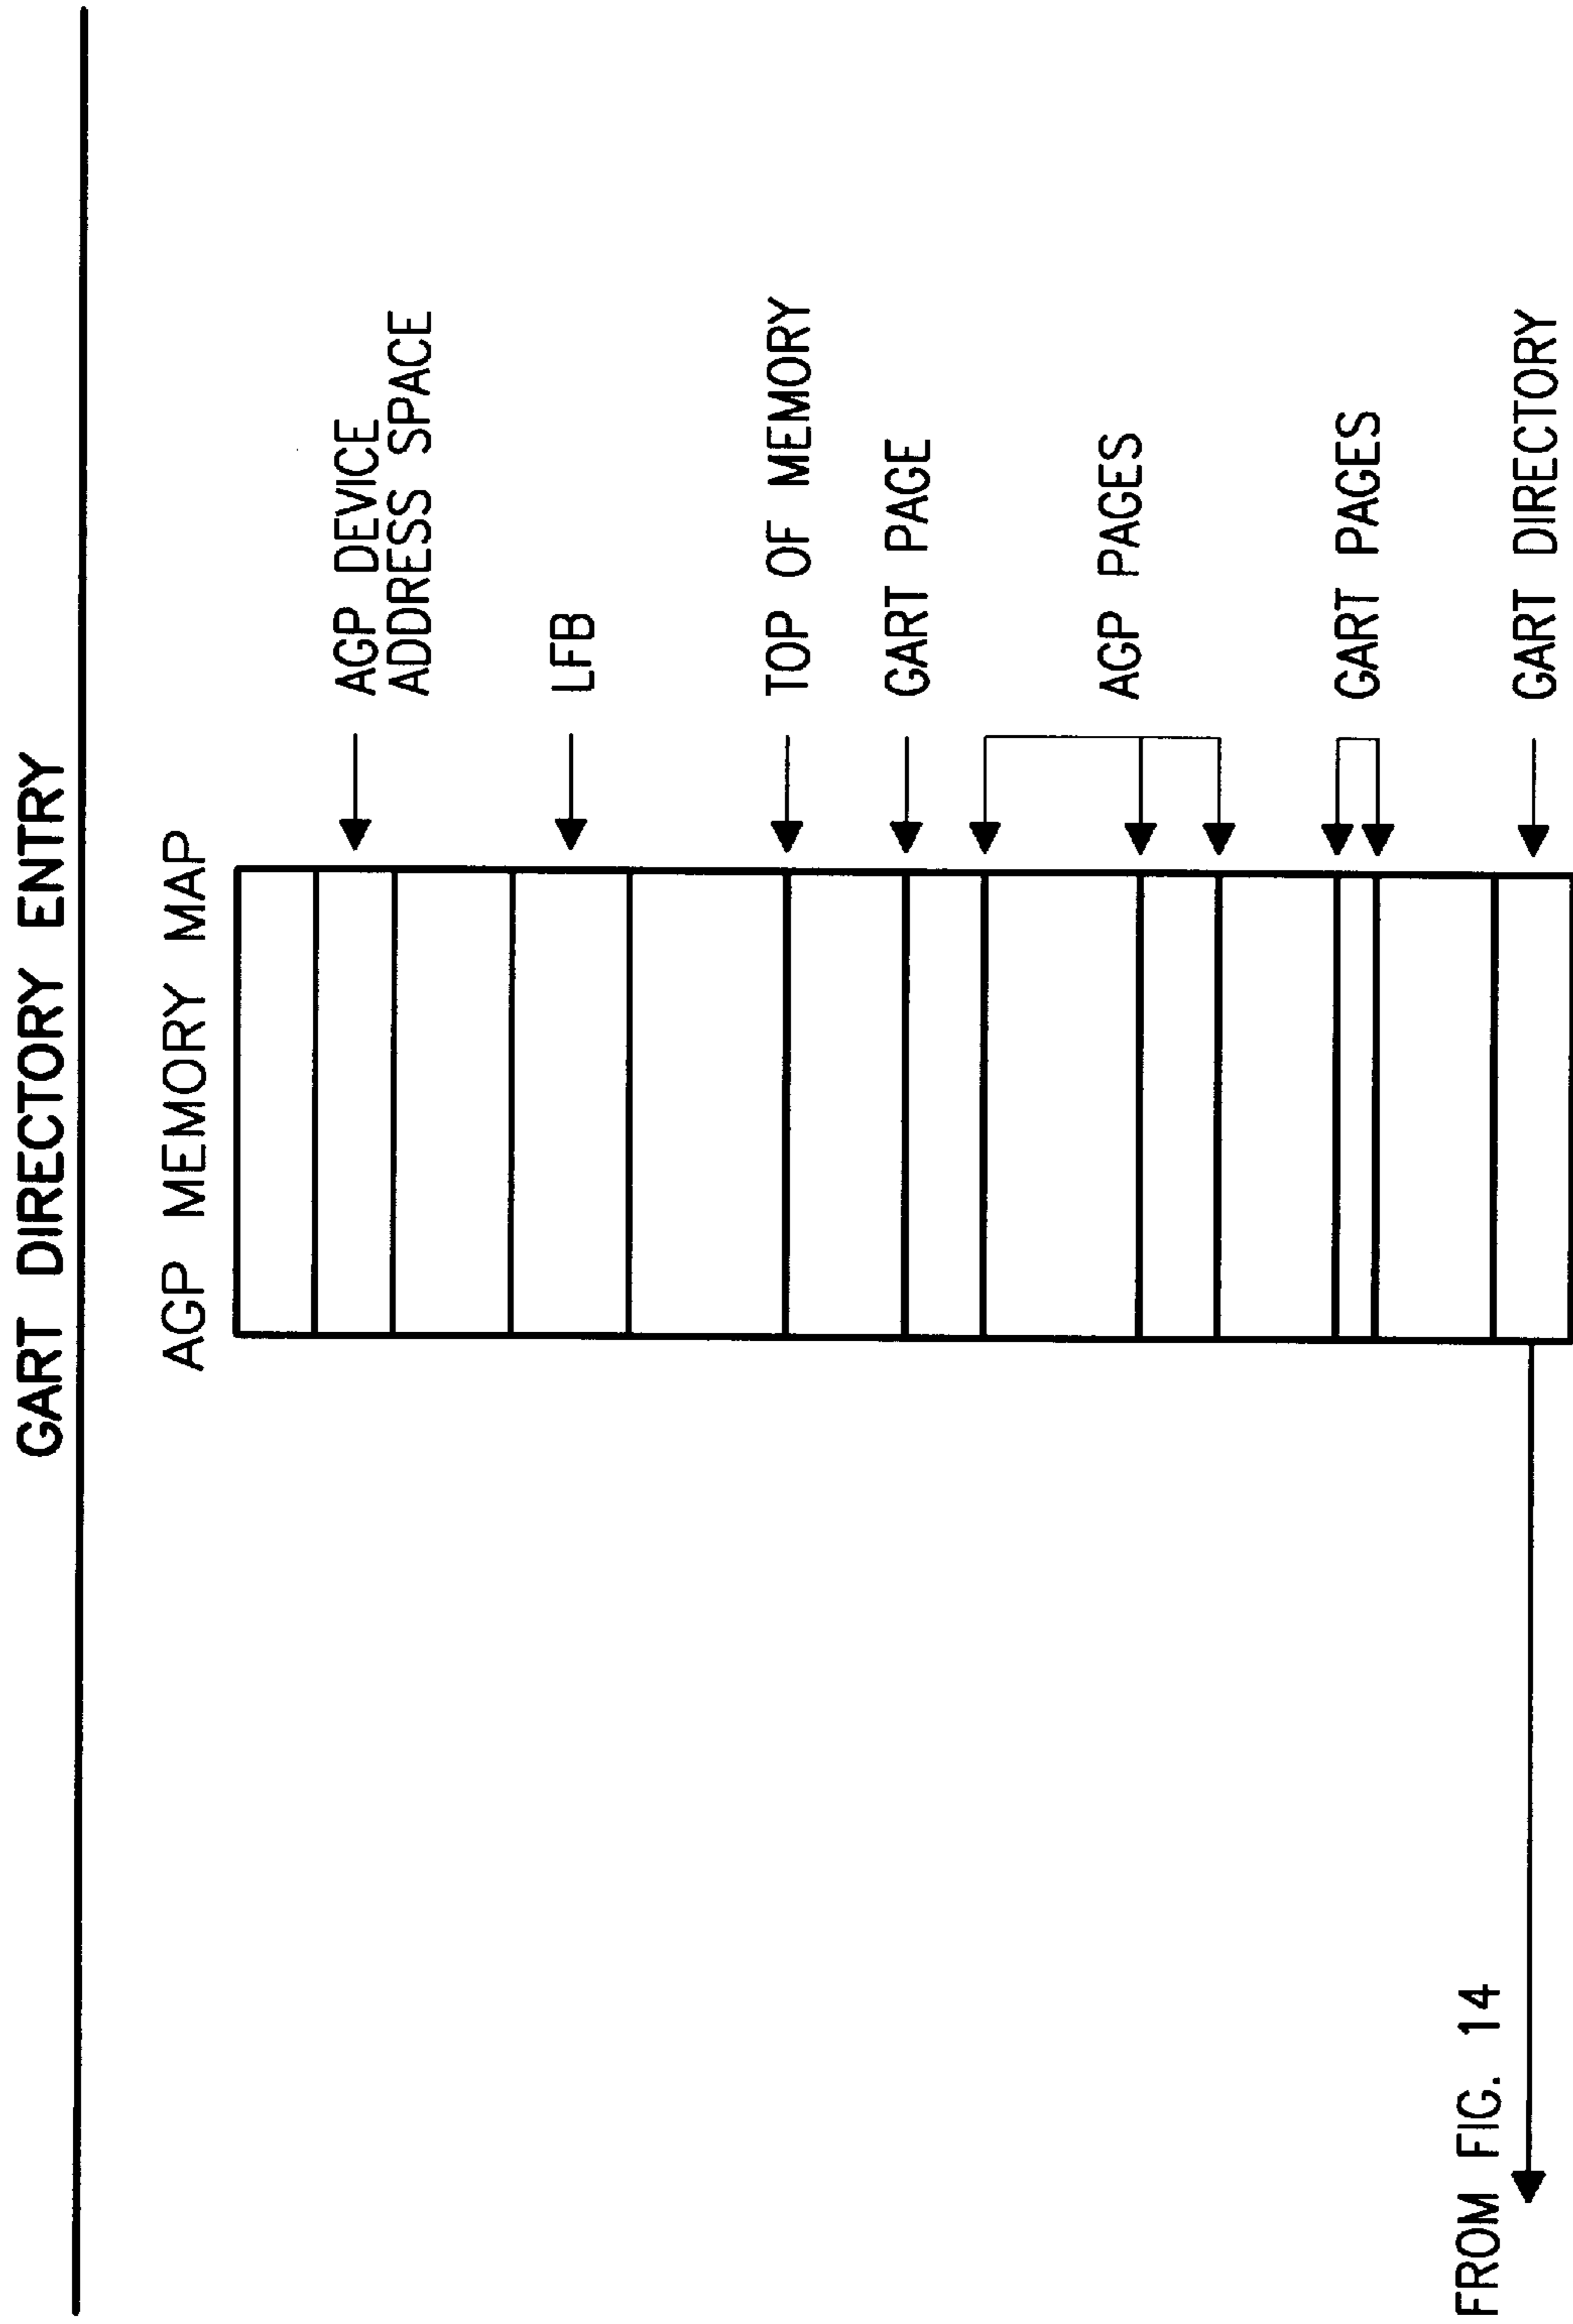 GART DIRECTORY ENTRY
AGP MEMORY MAP
AGP DEVICE
ADDRESS SPACE
LFB
TOP OF MEMORY
GART PAGE
AGP PAGES
GART PAGES
GART DIRECTORY
FROM FIG. 14